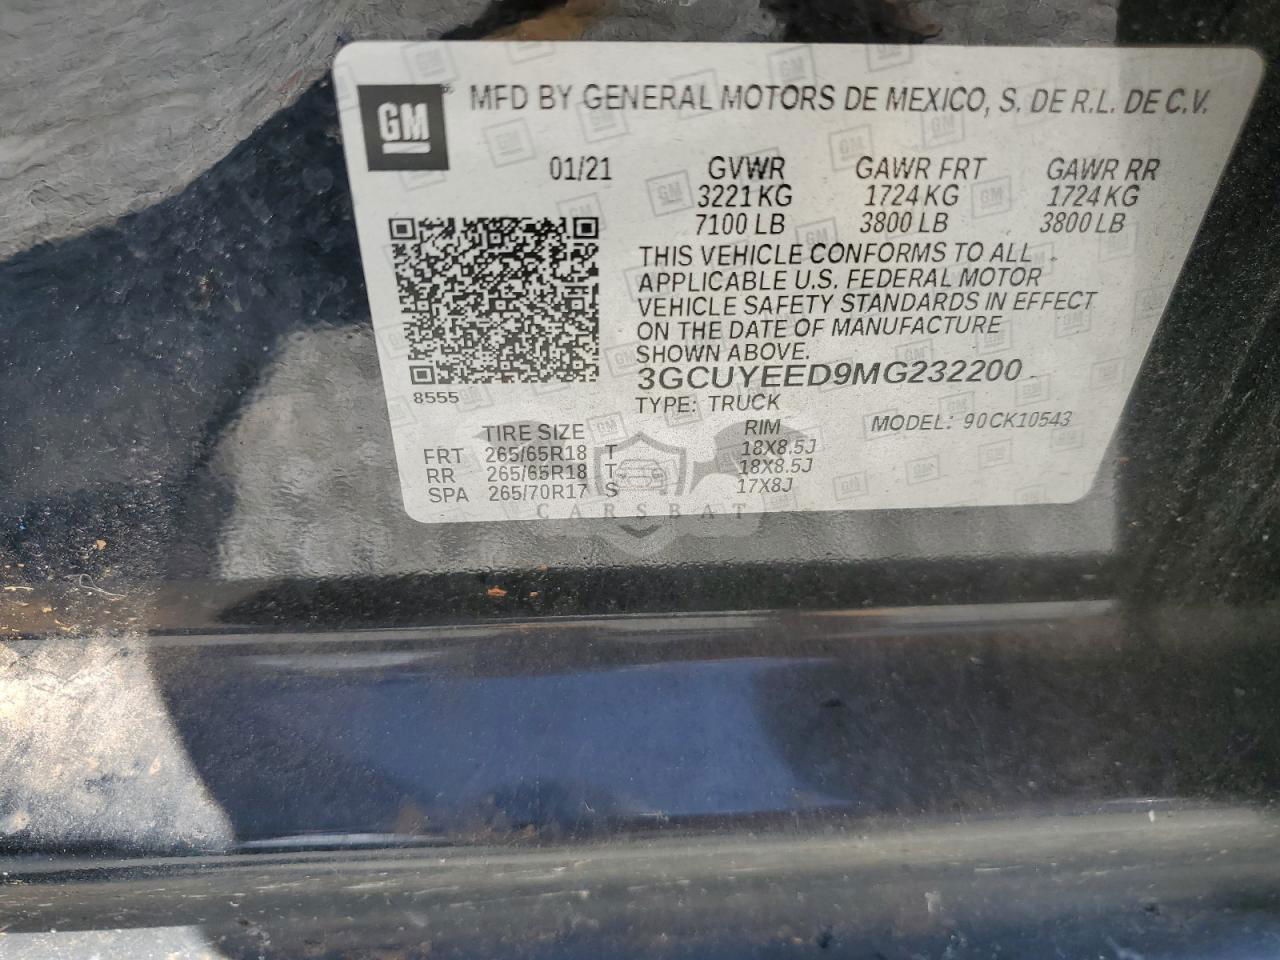 GM
MFD BY GENERAL MOTORS DE MEXICO, S. DE R.L. DE C.V.
01/21 GVWR GAWR FRT GAWR RR
3221 KG 1724 KG 1724 KG
7100 LB 3800 LB 3800 LB
THIS VEHICLE CONFORMS TO ALL
APPLICABLE U.S. FEDERAL MOTOR
VEHICLE SAFETY STANDARDS IN EFFECT
ON THE DATE OF MANUFACTURE
SHOWN ABOVE.
3GCUYEED9MG232200
8555
TYPE: TRUCK
MODEL: 90CK10543
TIRE SIZE RIM
FRT 265/65R18 T 18X8.5J
RR 265/65R18 T 18X8.5J
SPA 265/70R17 S 17X8J
CARSBAT